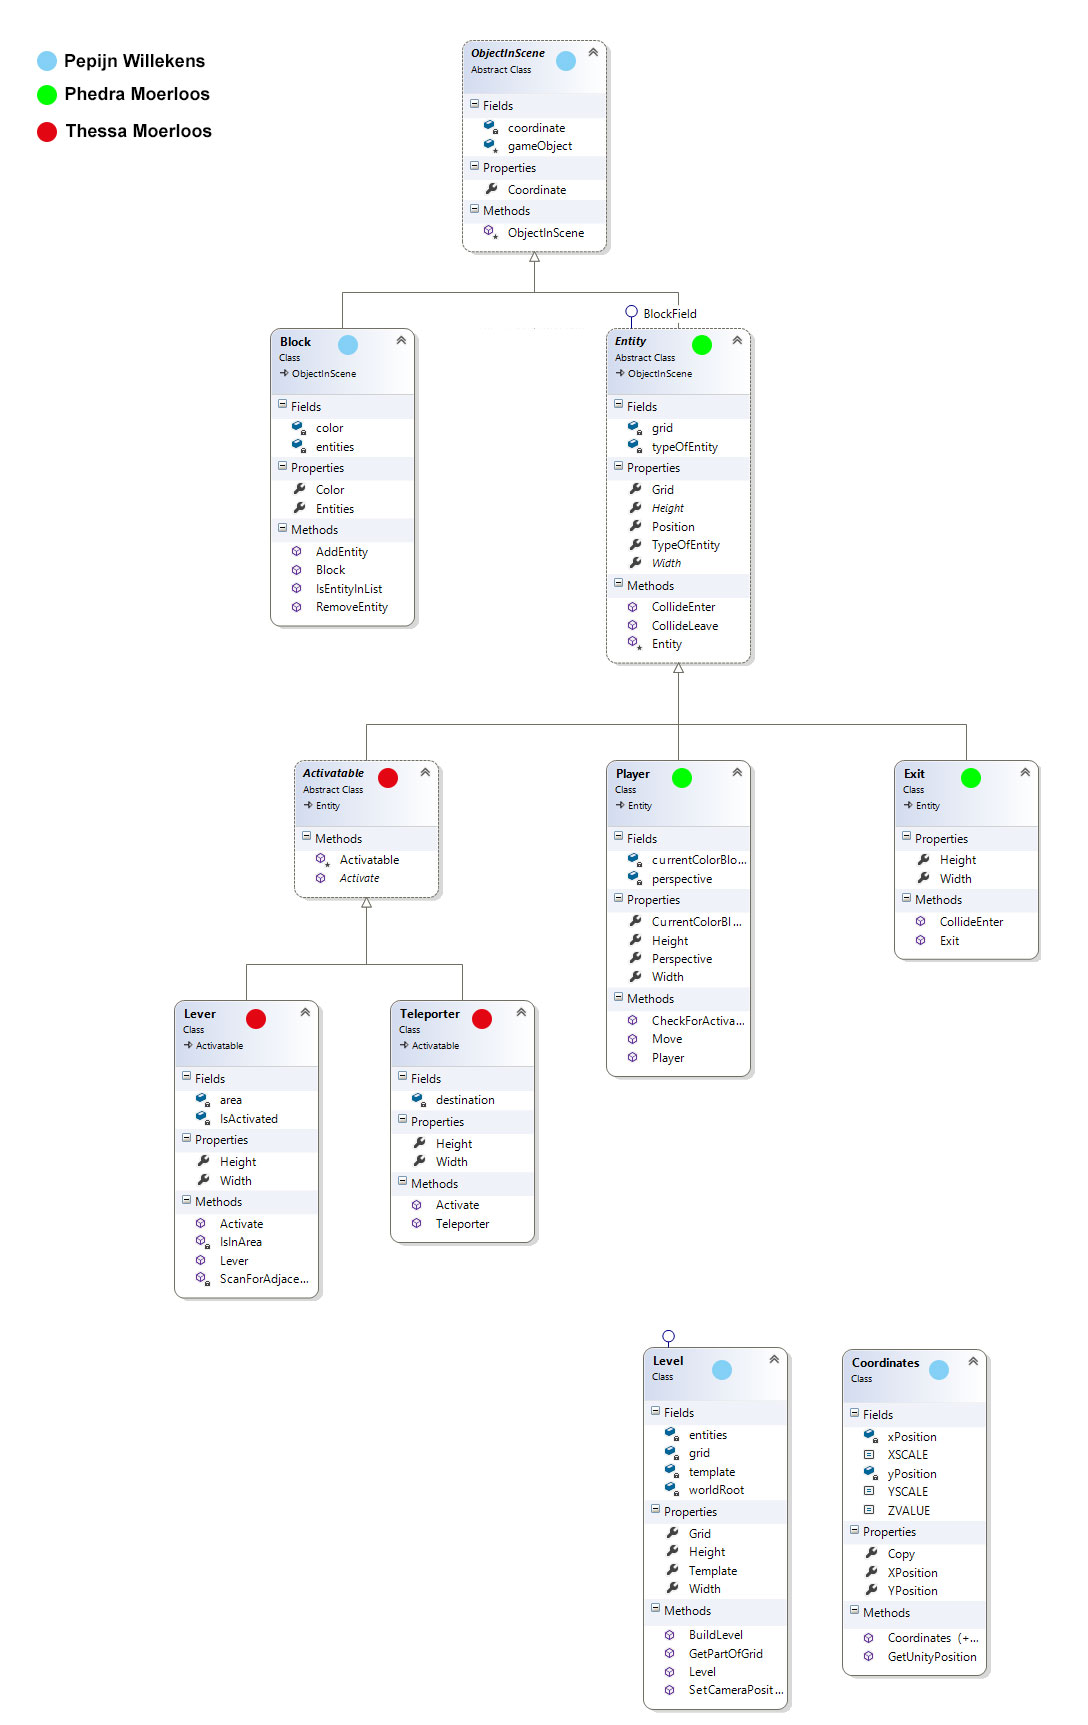 Pepijn Willekens
Phedra Moerloos
Thessa Moerloos
ObjectInScene
Abstract Class
Fields
coordinate
gameObject
Properties
Coordinate
Methods
ObjectInScene
Block
Class
ObjectInScene
Fields
color
entities
Properties
Color
Entities
Methods
AddEntity
Block
IsEntityInList
RemoveEntity
BlockField
Entity
Abstract Class
ObjectInScene
Fields
grid
typeOfEntity
Properties
Grid
Height
Position
TypeOfEntity
Width
Methods
CollideEnter
CollideLeave
Entity
Activatable
Abstract Class
Entity
Methods
Activatable
Activate
Player
Class
Entity
Fields
currentColorBlo...
perspective
Properties
CurrentColorBl...
Height
Perspective
Width
Methods
CheckForActiva...
Move
Player
Exit
Class
Entity
Properties
Height
Width
Methods
CollideEnter
Exit
Lever
Class
Activatable
Fields
area
IsActivated
Properties
Height
Width
Methods
Activate
IsInArea
Lever
ScanForAdjace...
Teleporter
Class
Activatable
Fields
destination
Properties
Height
Width
Methods
Activate
Teleporter
Level
Class
Fields
entities
grid
template
worldRoot
Properties
Grid
Height
Template
Width
Methods
BuildLevel
GetPartOfGrid
Level
SetCameraPosit...
Coordinates
Class
Fields
xPosition
XSCALE
yPosition
YSCALE
ZVALUE
Properties
Copy
XPosition
YPosition
Methods
Coordinates (+...
GetUnityPosition